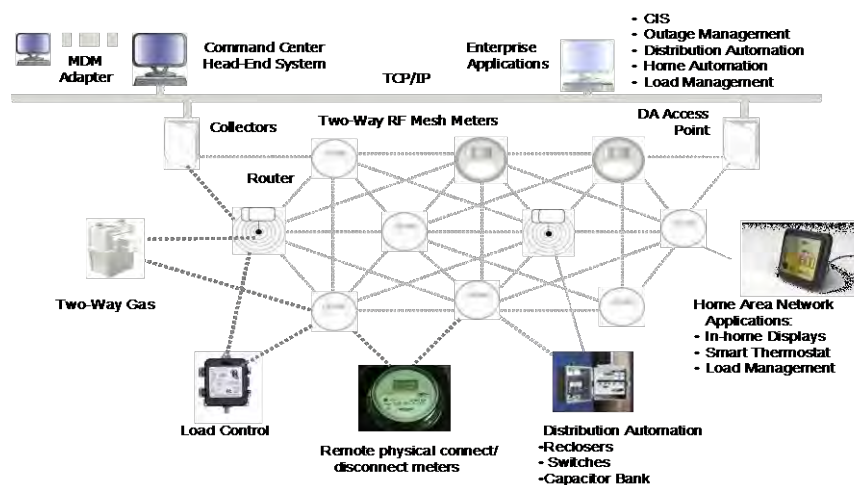 MDM
Adapter
Command Center
Head-End System
Enterprise
Applications
- CIS
- Outage Management
- Distribution Automation
- Home Automation
- Load Management
TCP/IP
Collectors
Two-Way RF Mesh Meters
DA Access
Point
Router
Two-Way Gas
Home Area Network
Applications:
- In-home Displays
- Smart Thermostat
- Load Management
Load Control
Remote physical connect/
disconnect meters
Distribution Automation
-Reclosers
- Switches
-Capacitor Bank